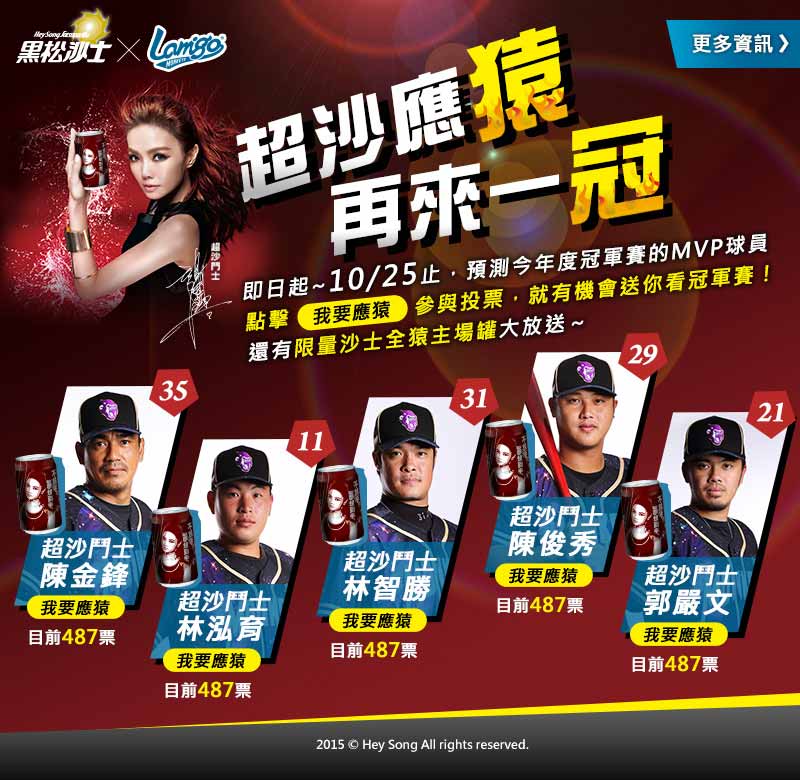 HeySong Sarsaparilla
黑松沙士 × Lamigo
MONKEYS
更多資訊 》
超沙應猿
再來一冠
超沙鬥士
即日起~10/25止，預測今年度冠軍賽的MVP球員
點擊 我要應猿 參與投票，就有機會送你看冠軍賽！
還有限量沙士全猿主場罐大放送~
35
超沙鬥士
陳金鋒
我要應猿
目前487票
11
超沙鬥士
林泓育
我要應猿
目前487票
31
超沙鬥士
林智勝
我要應猿
目前487票
29
超沙鬥士
陳俊秀
我要應猿
目前487票
21
超沙鬥士
郭嚴文
我要應猿
目前487票
2015 © Hey Song All rights reserved.